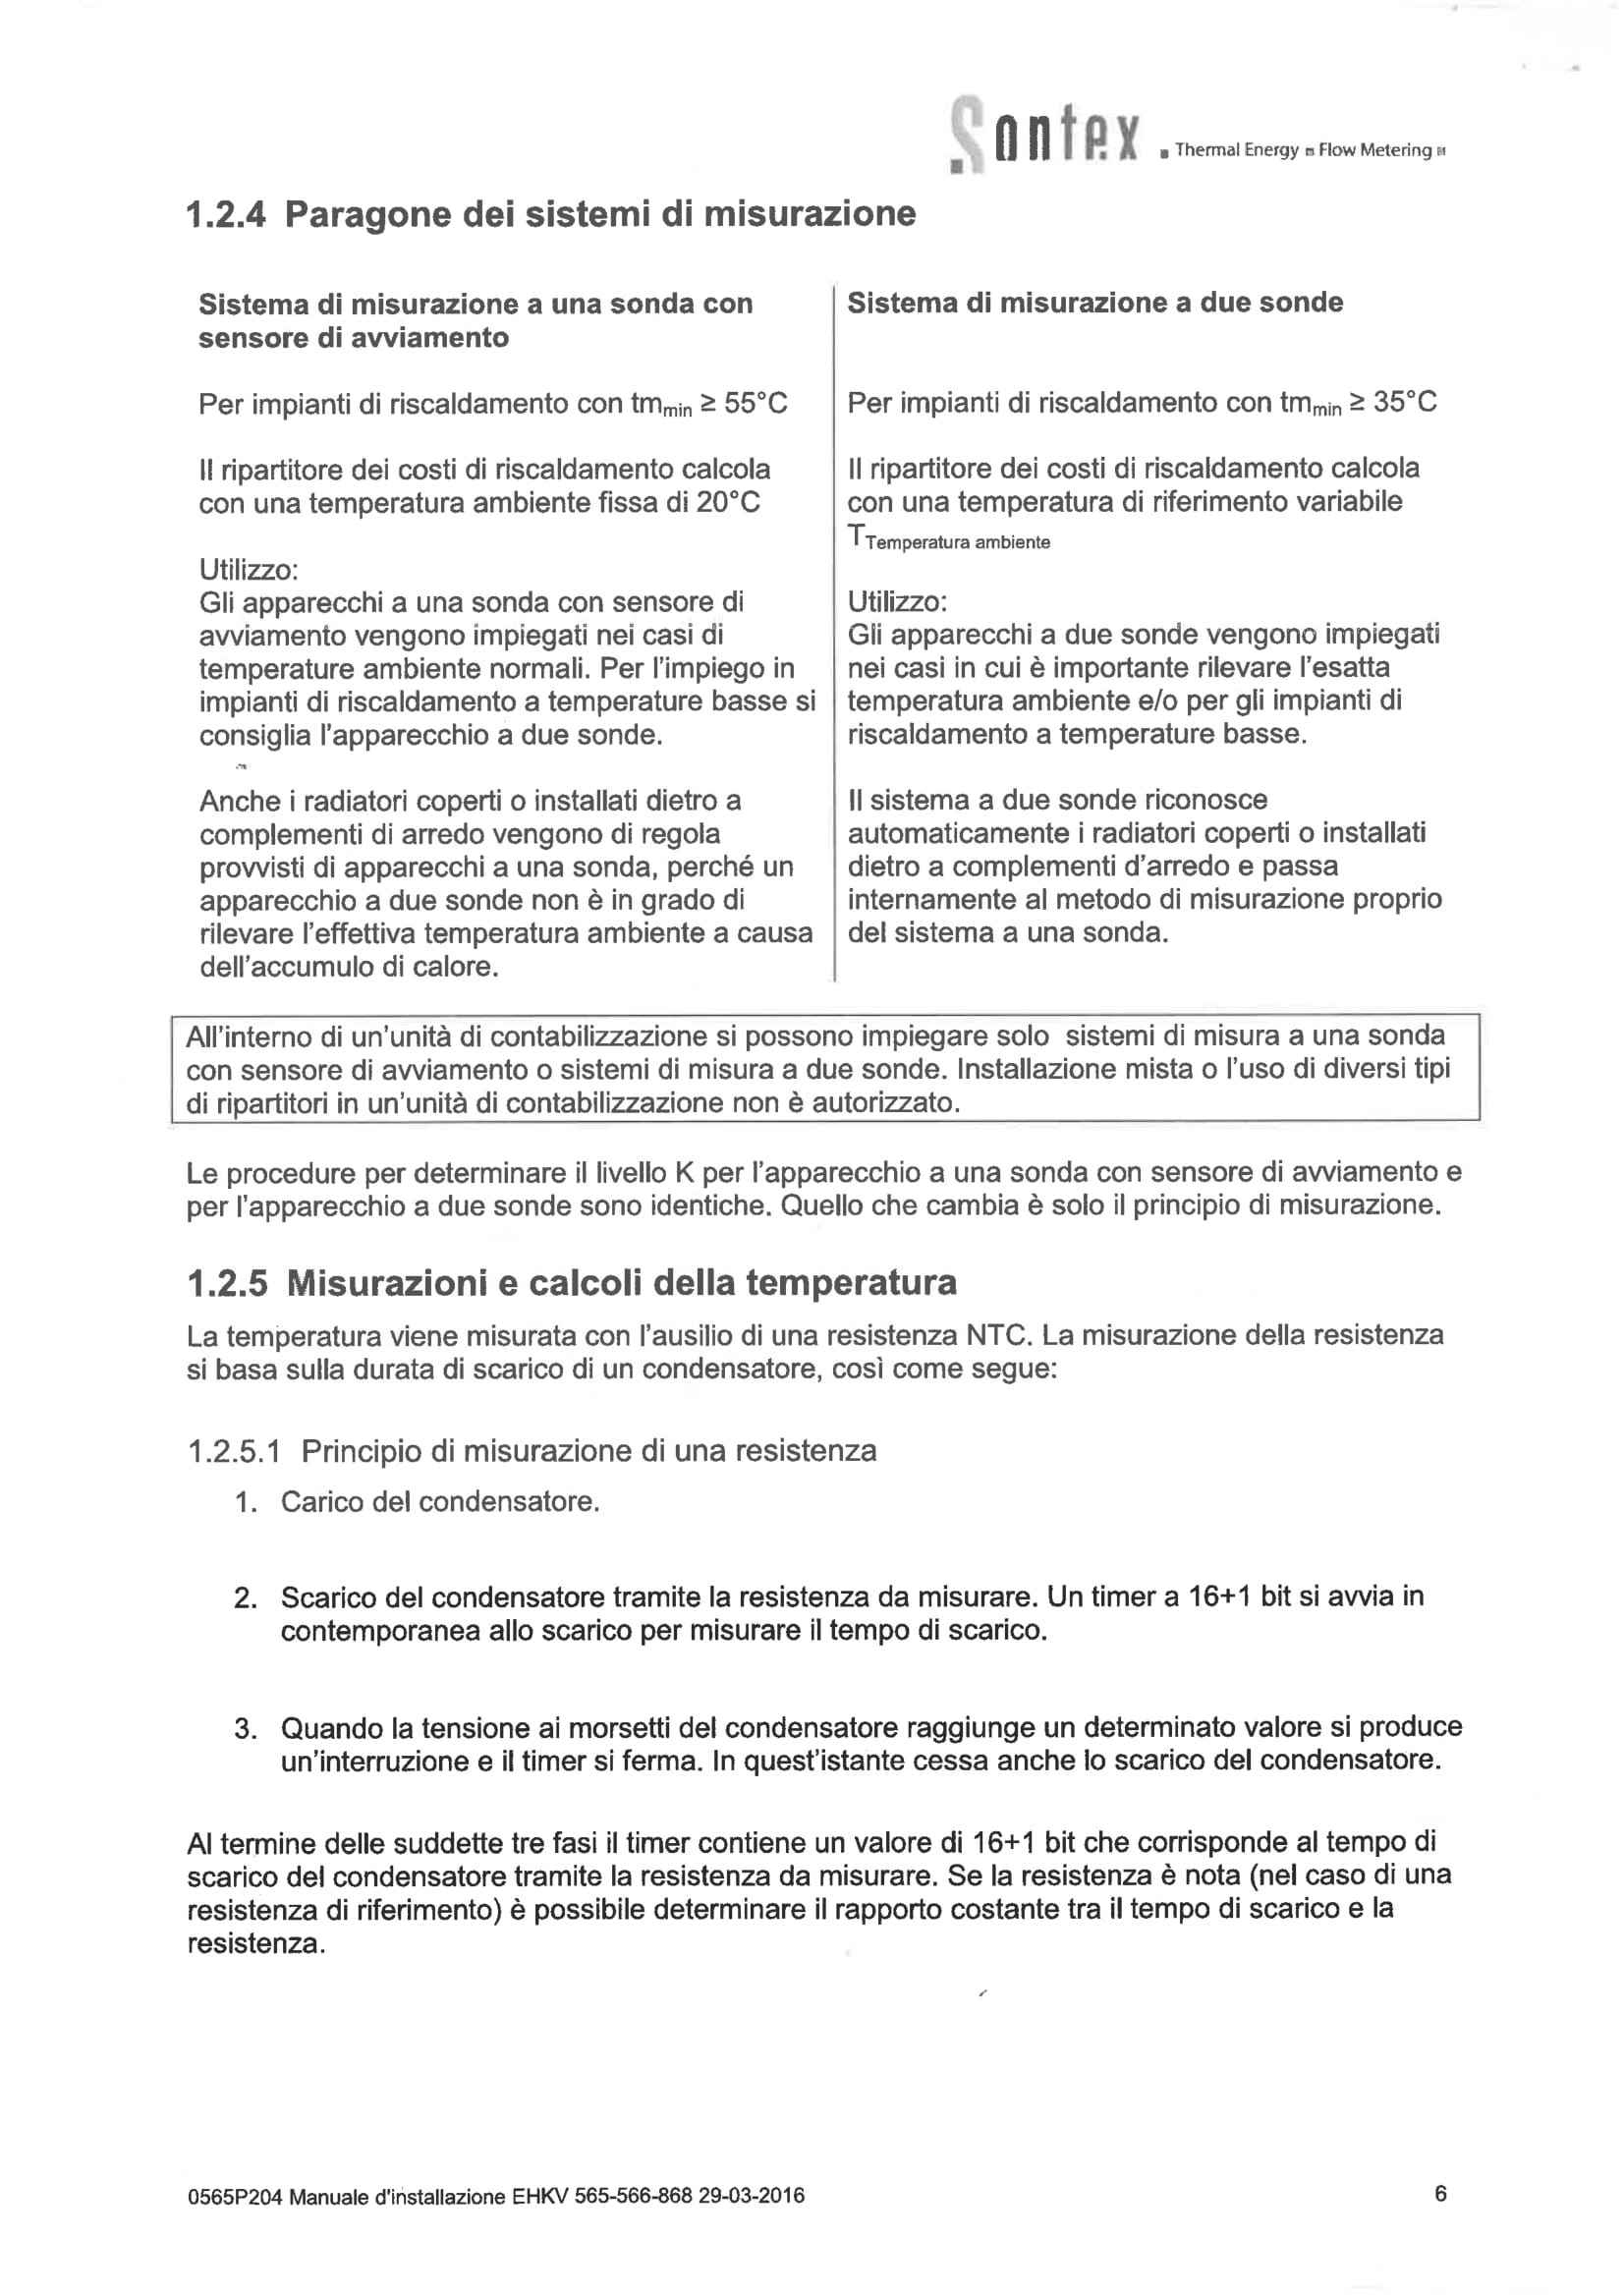 Sontex ▪ Thermal Energy ▪ Flow Metering ▪
1.2.4 Paragone dei sistemi di misurazione
Sistema di misurazione a una sonda con
sensore di avviamento
Per impianti di riscaldamento con tmmin ≥ 55°C
Il ripartitore dei costi di riscaldamento calcola
con una temperatura ambiente fissa di 20°C
Utilizzo:
Gli apparecchi a una sonda con sensore di
avviamento vengono impiegati nei casi di
temperature ambiente normali. Per l'impiego in
impianti di riscaldamento a temperature basse si
consiglia l'apparecchio a due sonde.
Anche i radiatori coperti o installati dietro a
complementi di arredo vengono di regola
provvisti di apparecchi a una sonda, perché un
apparecchio a due sonde non è in grado di
rilevare l'effettiva temperatura ambiente a causa
dell'accumulo di calore.
Sistema di misurazione a due sonde
Per impianti di riscaldamento con tmmin ≥ 35°C
Il ripartitore dei costi di riscaldamento calcola
con una temperatura di riferimento variabile
TTemperatura ambiente
Utilizzo:
Gli apparecchi a due sonde vengono impiegati
nei casi in cui è importante rilevare l'esatta
temperatura ambiente e/o per gli impianti di
riscaldamento a temperature basse.
Il sistema a due sonde riconosce
automaticamente i radiatori coperti o installati
dietro a complementi d'arredo e passa
internamente al metodo di misurazione proprio
del sistema a una sonda.
All'interno di un'unità di contabilizzazione si possono impiegare solo sistemi di misura a una sonda
con sensore di avviamento o sistemi di misura a due sonde. Installazione mista o l'uso di diversi tipi
di ripartitori in un'unità di contabilizzazione non è autorizzato.
Le procedure per determinare il livello K per l'apparecchio a una sonda con sensore di avviamento e
per l'apparecchio a due sonde sono identiche. Quello che cambia è solo il principio di misurazione.
1.2.5 Misurazioni e calcoli della temperatura
La temperatura viene misurata con l'ausilio di una resistenza NTC. La misurazione della resistenza
si basa sulla durata di scarico di un condensatore, così come segue:
1.2.5.1 Principio di misurazione di una resistenza
1. Carico del condensatore.
2. Scarico del condensatore tramite la resistenza da misurare. Un timer a 16+1 bit si avvia in
contemporanea allo scarico per misurare il tempo di scarico.
3. Quando la tensione ai morsetti del condensatore raggiunge un determinato valore si produce
un'interruzione e il timer si ferma. In quest'istante cessa anche lo scarico del condensatore.
Al termine delle suddette tre fasi il timer contiene un valore di 16+1 bit che corrisponde al tempo di
scarico del condensatore tramite la resistenza da misurare. Se la resistenza è nota (nel caso di una
resistenza di riferimento) è possibile determinare il rapporto costante tra il tempo di scarico e la
resistenza.
0565P204 Manuale d'installazione EHKV 565-566-868 29-03-2016 6